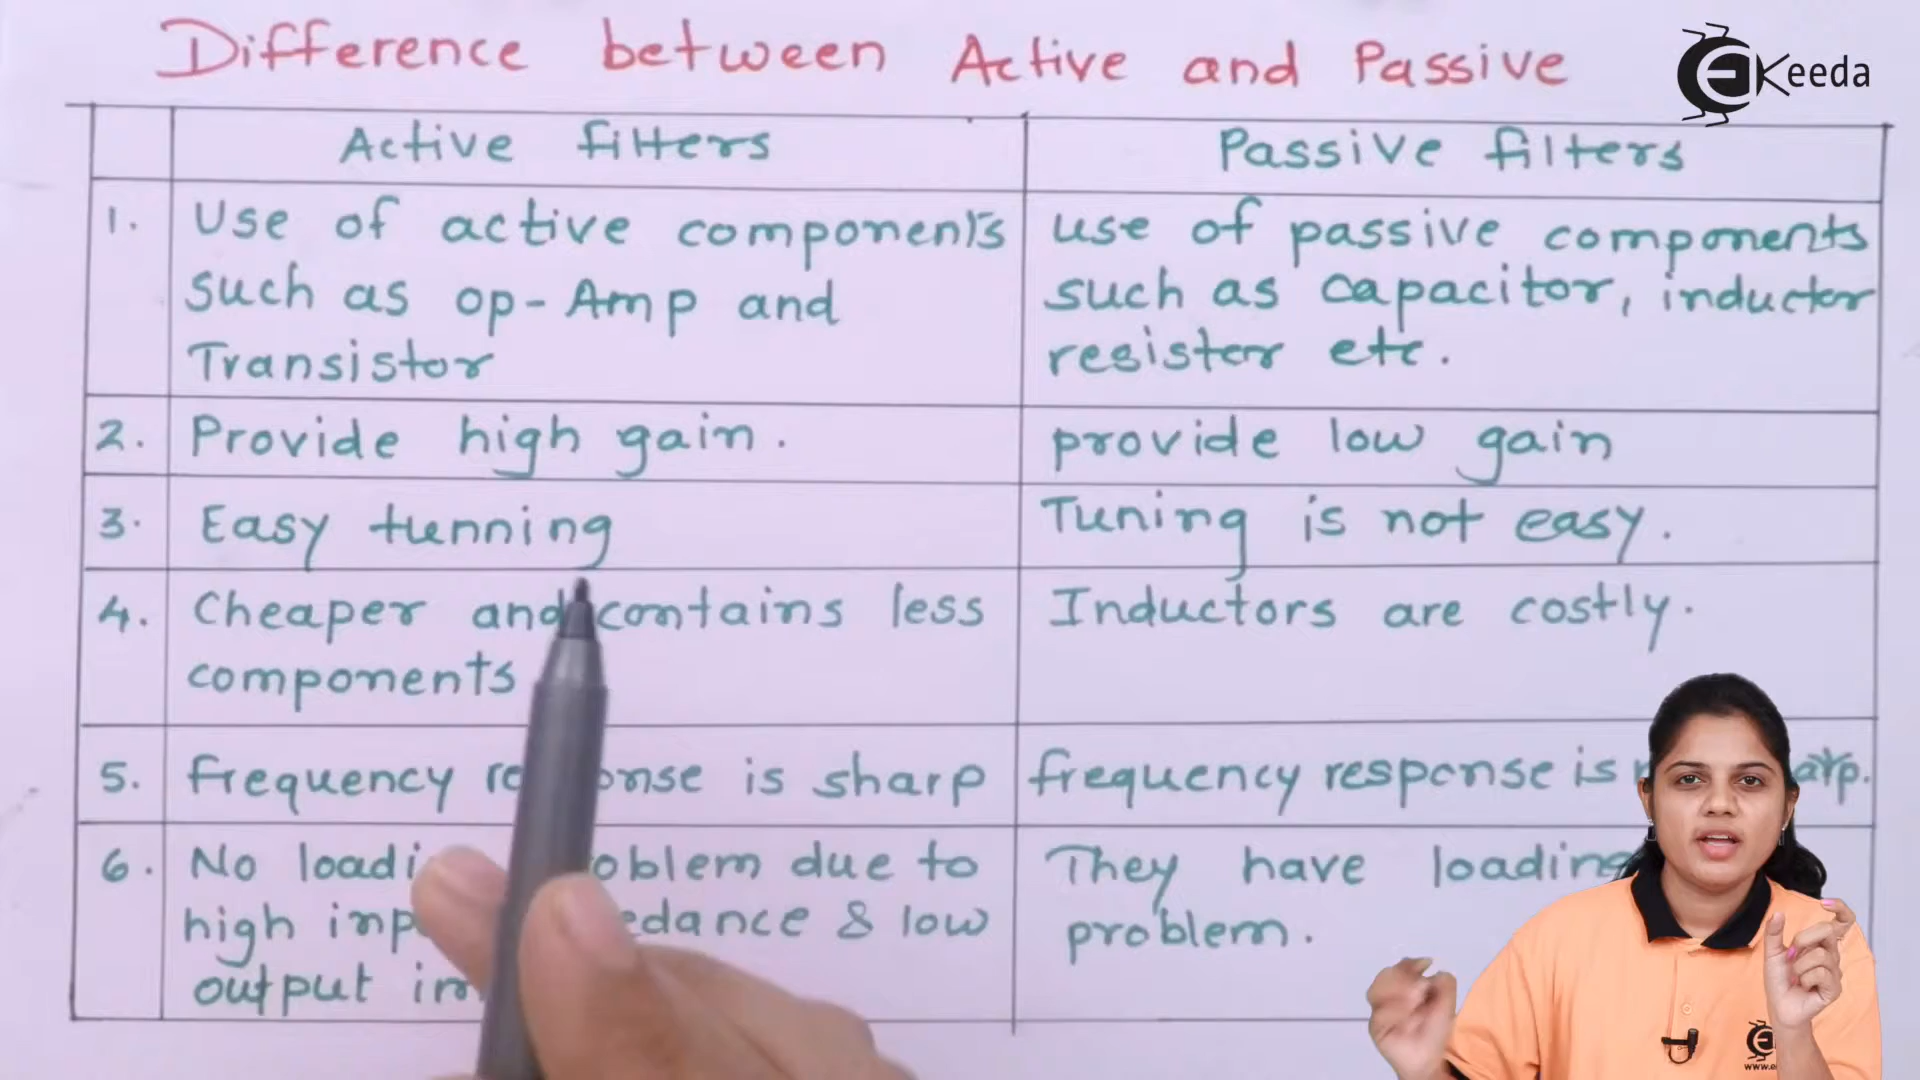 Difference between Active and Passive
EKeeda
Active filters
Passive filters
1.
Use of active components
such as op-Amp and
Transistor
use of passive components
such as capacitor, inductor
resistor etc.
2.
Provide high gain.
provide low gain
3.
Easy tunning
Tuning is not easy.
4.
Cheaper and contains less
components
Inductors are costly.
5.
Frequency is sharp
frequency response is
6.
No due to
high & low
output
They have
problem.